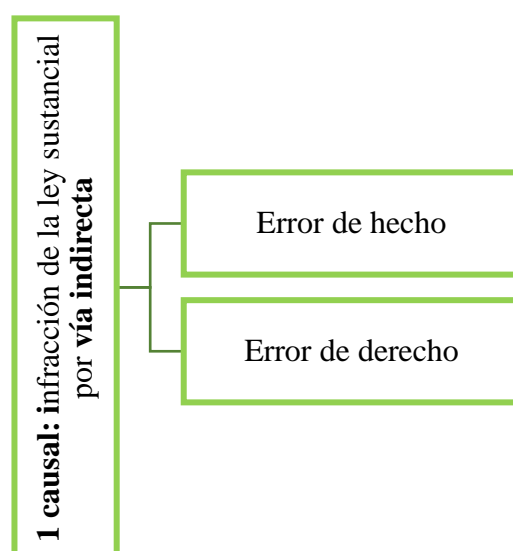 1 causal: infracción de la ley sustancial
por vía indirecta
Error de hecho
Error de derecho